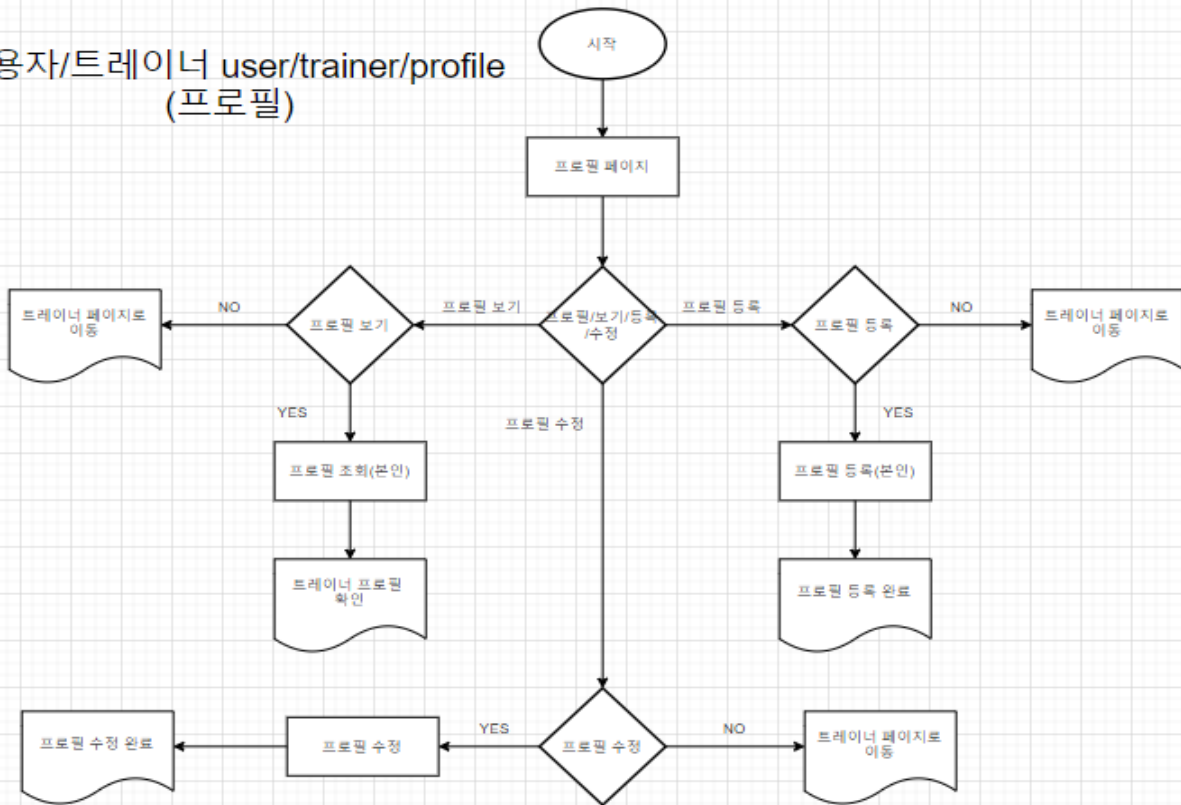 용자/트레이너 user/trainer/profile
(프로필)
시작
프로필 페이지
트레이너 페이지로
이동
NO
프로필 보기
프로필 보기
프로필/보기/등록
/수정
프로필 등록
프로필 등록
NO
트레이너 페이지로
이동
YES
프로필 수정
YES
프로필 조회(본인)
프로필 등록(본인)
트레이너 프로필
확인
프로필 등록 완료
프로필 수정 완료
프로필 수정
YES
프로필 수정
NO
트레이너 페이지로
이동